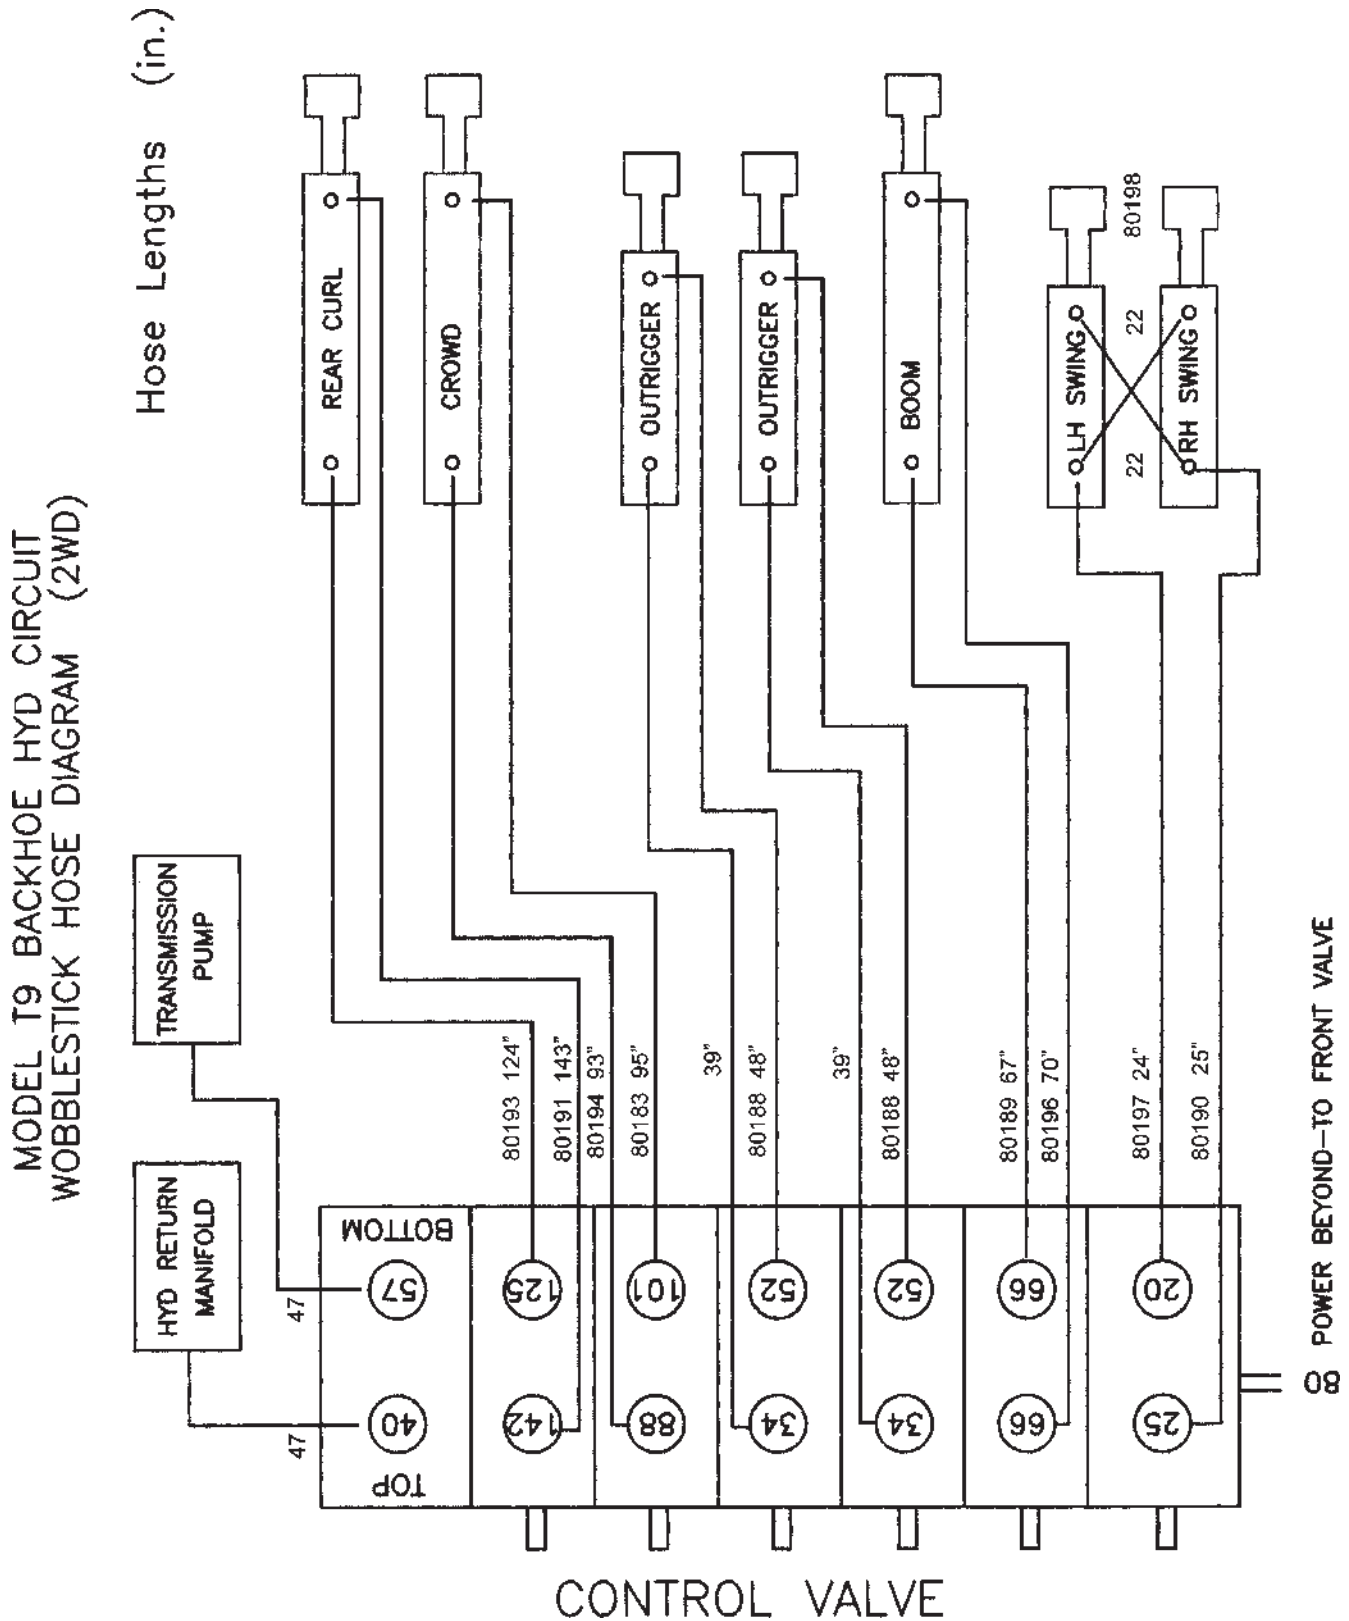 MODEL T9 BACKHOE HYD CIRCUIT
WOBBLESTICK HOSE DIAGRAM (2WD)
Hose Lengths (in.)
HYD RETURN
MANIFOLD
TRANSMISSION
PUMP
47
47
TOP
BOTTOM
40
57
142
125
88
101
34
52
34
52
66
66
25
20
80193 124"
80191 143"
80194 93"
80183 95"
39"
80188 48"
39"
80188 48"
80189 67"
80196 70"
80197 24"
80190 25"
REAR CURL
CROWD
OUTRIGGER
OUTRIGGER
BOOM
LH SWING
22
22
80198
RH SWING
80
POWER BEYOND-TO FRONT VALVE
CONTROL VALVE